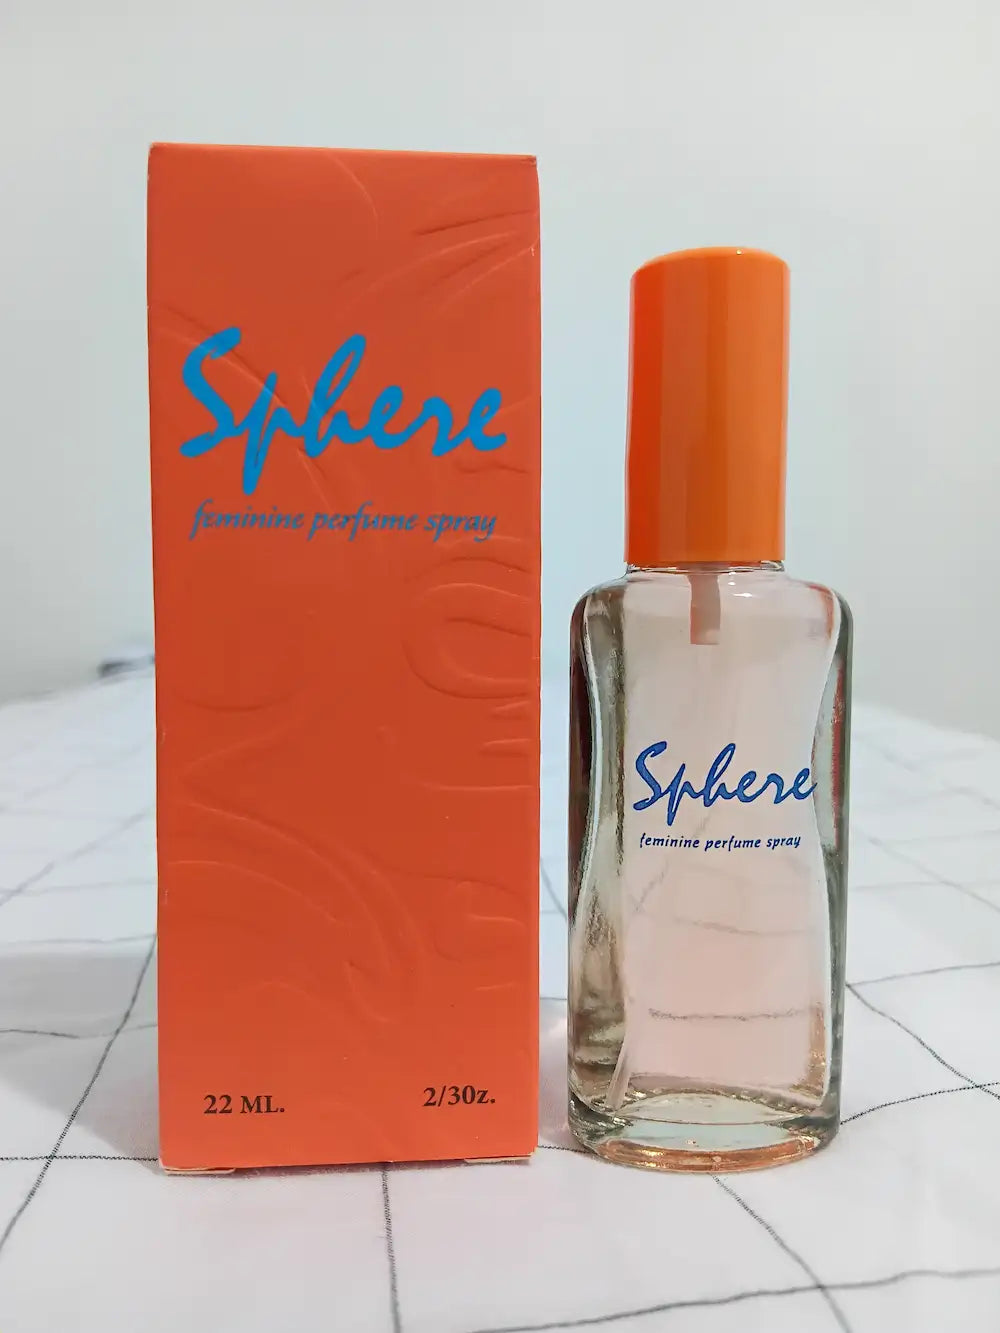 Sphere
feminine perfume spray
22 ML.
2/30z.
Sphere
feminine perfume spray